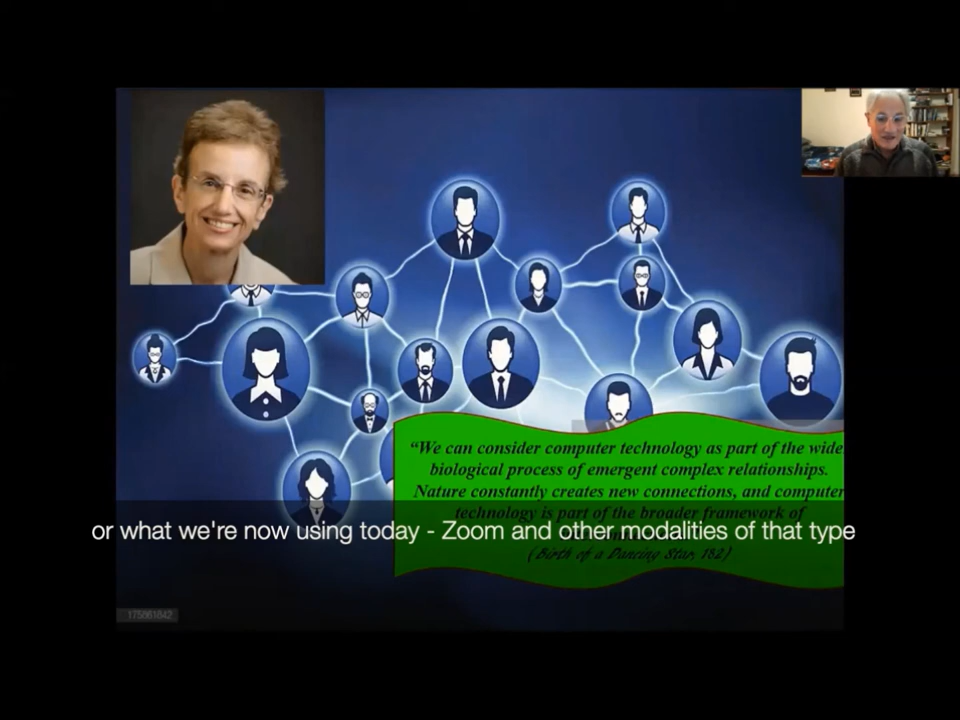 “We can consider computer technology as part of the wide
biological process of emergent complex relationships.
Nature constantly creates new connections, and computer
technology is part of the broader framework of
or what we're now using today - Zoom and other modalities of that type
(Birth of a Dancing Star, 182)
175861842